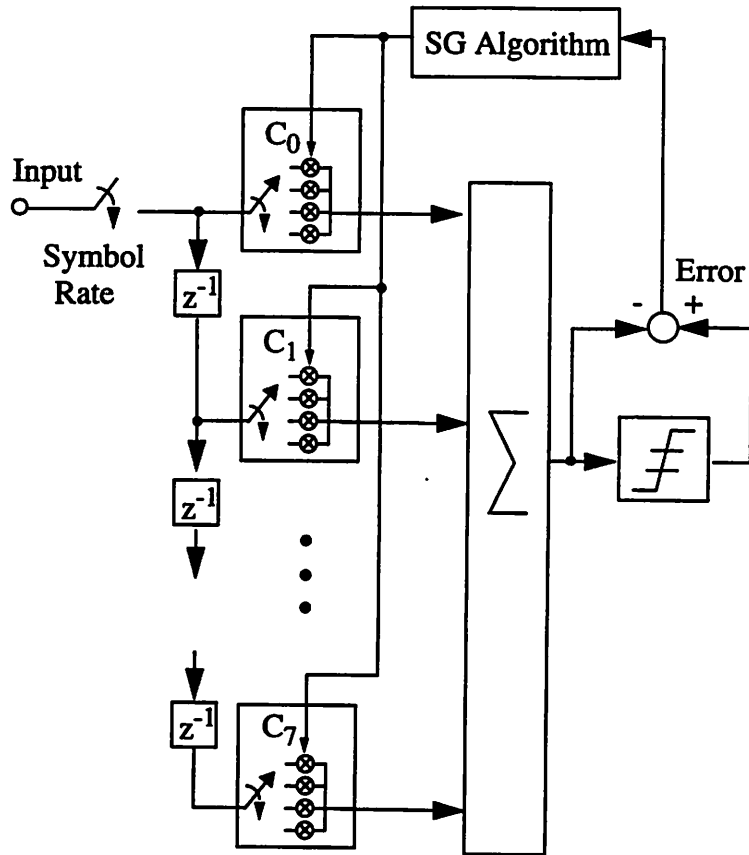 SG Algorithm
C0
Input
Symbol
Rate
z-1
Error
- +
C1
z-1
Σ
z-1
C7